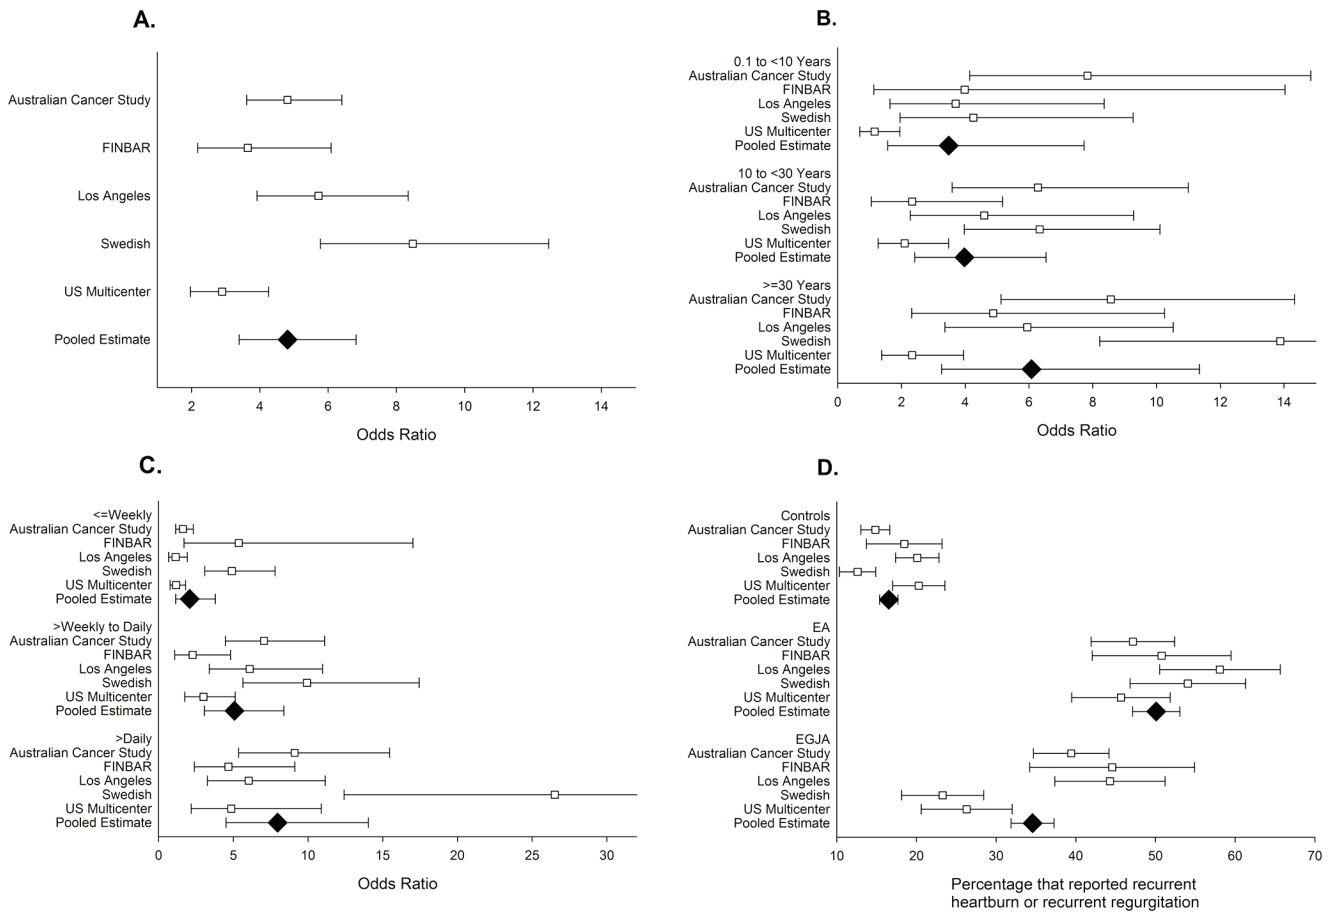 A.
Australian Cancer Study
FINBAR
Los Angeles
Swedish
US Multicenter
Pooled Estimate
2 4 6 8 10 12 14
Odds Ratio
B.
0.1 to <10 Years
Australian Cancer Study
FINBAR
Los Angeles
Swedish
US Multicenter
Pooled Estimate
10 to <30 Years
Australian Cancer Study
FINBAR
Los Angeles
Swedish
US Multicenter
Pooled Estimate
>=30 Years
Australian Cancer Study
FINBAR
Los Angeles
Swedish
US Multicenter
Pooled Estimate
0 2 4 6 8 10 12 14
Odds Ratio
C.
<=Weekly
Australian Cancer Study
FINBAR
Los Angeles
Swedish
US Multicenter
Pooled Estimate
>Weekly to Daily
Australian Cancer Study
FINBAR
Los Angeles
Swedish
US Multicenter
Pooled Estimate
>Daily
Australian Cancer Study
FINBAR
Los Angeles
Swedish
US Multicenter
Pooled Estimate
0 5 10 15 20 25 30
Odds Ratio
D.
Controls
Australian Cancer Study
FINBAR
Los Angeles
Swedish
US Multicenter
Pooled Estimate
EA
Australian Cancer Study
FINBAR
Los Angeles
Swedish
US Multicenter
Pooled Estimate
EGJA
Australian Cancer Study
FINBAR
Los Angeles
Swedish
US Multicenter
Pooled Estimate
10 20 30 40 50 60 70
Percentage that reported recurrent
heartburn or recurrent regurgitation